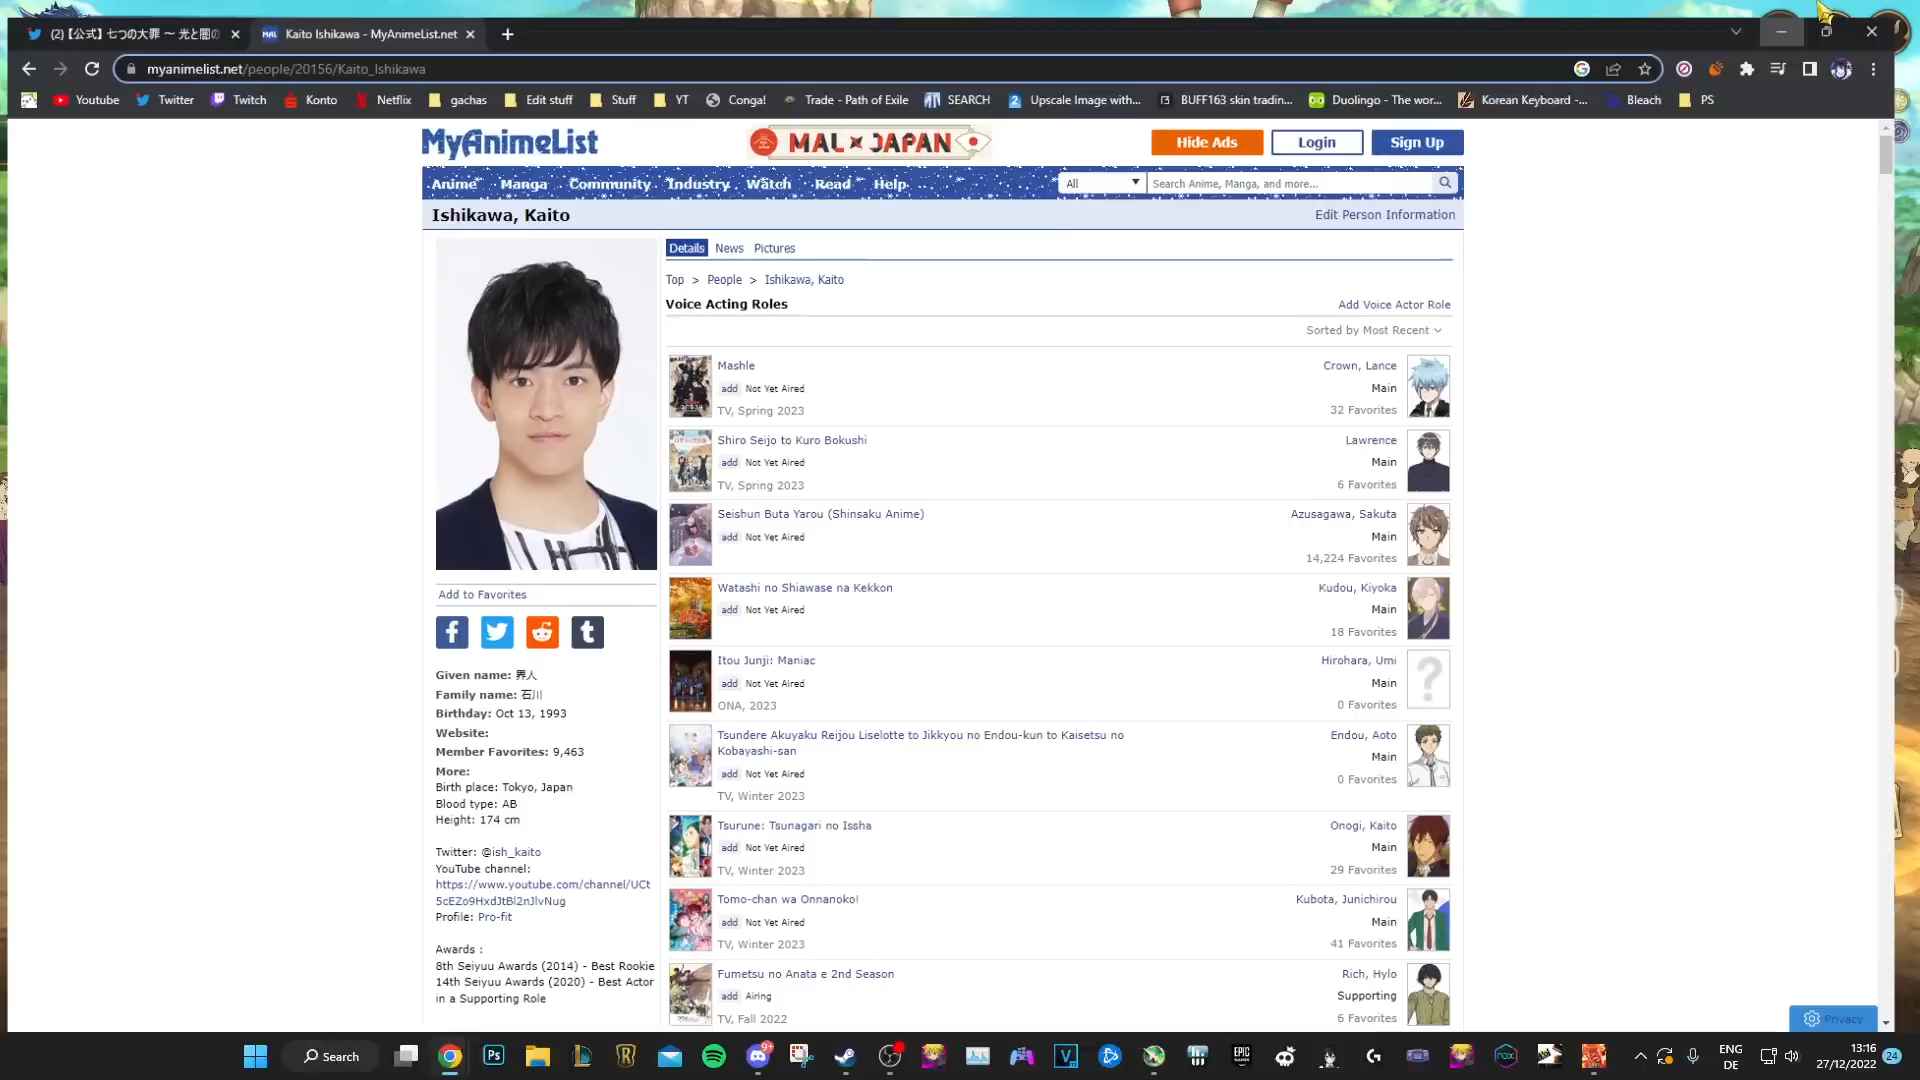 (2)【公式】七つの大罪 ～ 光と闇の
Kaito Ishikawa - MyAnimeList.net
myanimelist.net/people/20156/Kaito_Ishikawa
Youtube
Twitter
Twitch
Konto
Netflix
gachas
Edit stuff
Stuff
YT
Conga!
Trade - Path of Exile
SEARCH
Upscale Image with...
BUFF163 skin tradin...
Duolingo - The wor...
Korean Keyboard -...
Bleach
PS
MyAnimeList
MAL x JAPAN
Hide Ads
Login
Sign Up
Anime
Manga
Community
Industry
Watch
Read
Help
All
Search Anime, Manga, and more...
Ishikawa, Kaito
Edit Person Information
Details
News
Pictures
Top > People > Ishikawa, Kaito
Voice Acting Roles
Add Voice Actor Role
Sorted by Most Recent
Mashle
add Not Yet Aired
TV, Spring 2023
Crown, Lance
Main
32 Favorites
Shiro Seijo to Kuro Bokushi
add Not Yet Aired
TV, Spring 2023
Lawrence
Main
6 Favorites
Seishun Buta Yarou (Shinsaku Anime)
add Not Yet Aired
Azusagawa, Sakuta
Main
14,224 Favorites
Watashi no Shiawase na Kekkon
add Not Yet Aired
Kudou, Kiyoka
Main
18 Favorites
Itou Junji: Maniac
add Not Yet Aired
ONA, 2023
Hirohara, Umi
Main
0 Favorites
?
Tsundere Akuyaku Reijou Liselotte to Jikkyou no Endou-kun to Kaisetsu no
Kobayashi-san
add Not Yet Aired
TV, Winter 2023
Endou, Aoto
Main
0 Favorites
Tsurune: Tsunagari no Issha
add Not Yet Aired
TV, Winter 2023
Onogi, Kaito
Main
29 Favorites
Tomo-chan wa Onnanoko!
add Not Yet Aired
TV, Winter 2023
Kubota, Junichirou
Main
41 Favorites
Fumetsu no Anata e 2nd Season
add Airing
TV, Fall 2022
Rich, Hylo
Supporting
6 Favorites
Add to Favorites
Given name: 界人
Family name: 石川
Birthday: Oct 13, 1993
Website:
Member Favorites: 9,463
More:
Birth place: Tokyo, Japan
Blood type: AB
Height: 174 cm
Twitter: @ish_kaito
YouTube channel:
https://www.youtube.com/channel/UCt
5cEZo9HxdJtBl2nJlvNug
Profile: Pro-fit
Awards :
8th Seiyuu Awards (2014) - Best Rookie
14th Seiyuu Awards (2020) - Best Actor
in a Supporting Role
Privacy
Search
ENG
DE
13:16
27/12/2022
24